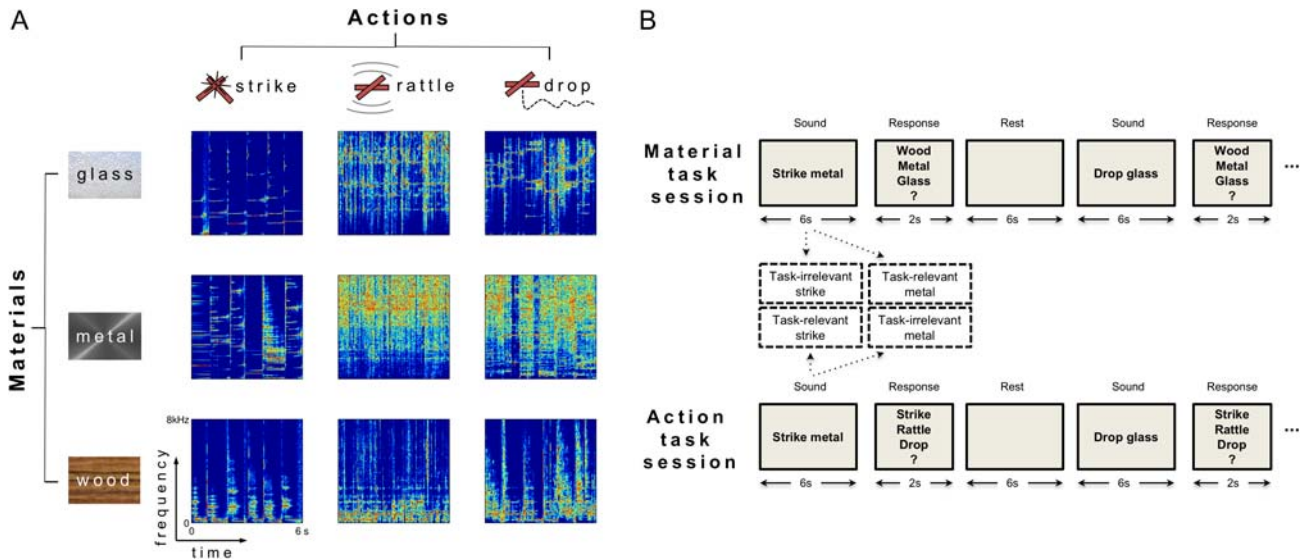 A
Actions
strike
rattle
drop
Materials
glass
metal
wood
8kHz
frequency
0
0
6 s
time
B
Sound
Response
Rest
Sound
Response
Material
task
session
Strike metal
Wood
Metal
Glass
?
Drop glass
Wood
Metal
Glass
?
...
6s
2s
6s
6s
2s
Task-irrelevant
strike
Task-relevant
metal
Task-relevant
strike
Task-irrelevant
metal
Sound
Response
Rest
Sound
Response
Action
task
session
Strike metal
Strike
Rattle
Drop
?
Drop glass
Strike
Rattle
Drop
?
...
6s
2s
6s
6s
2s